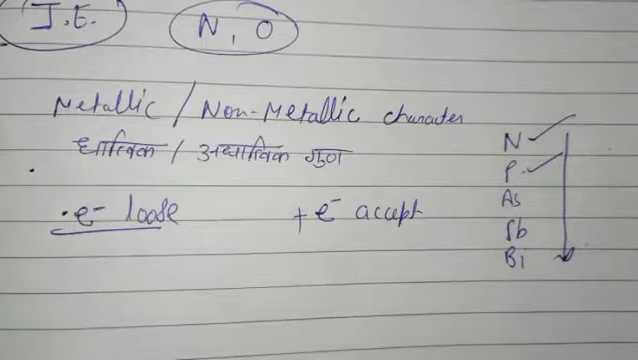 I.E.
N, O
Metallic / Non-Metallic character
धात्विक / अधात्विक गुण
e- loose
+ e- accept
N
P
As
Sb
Bi